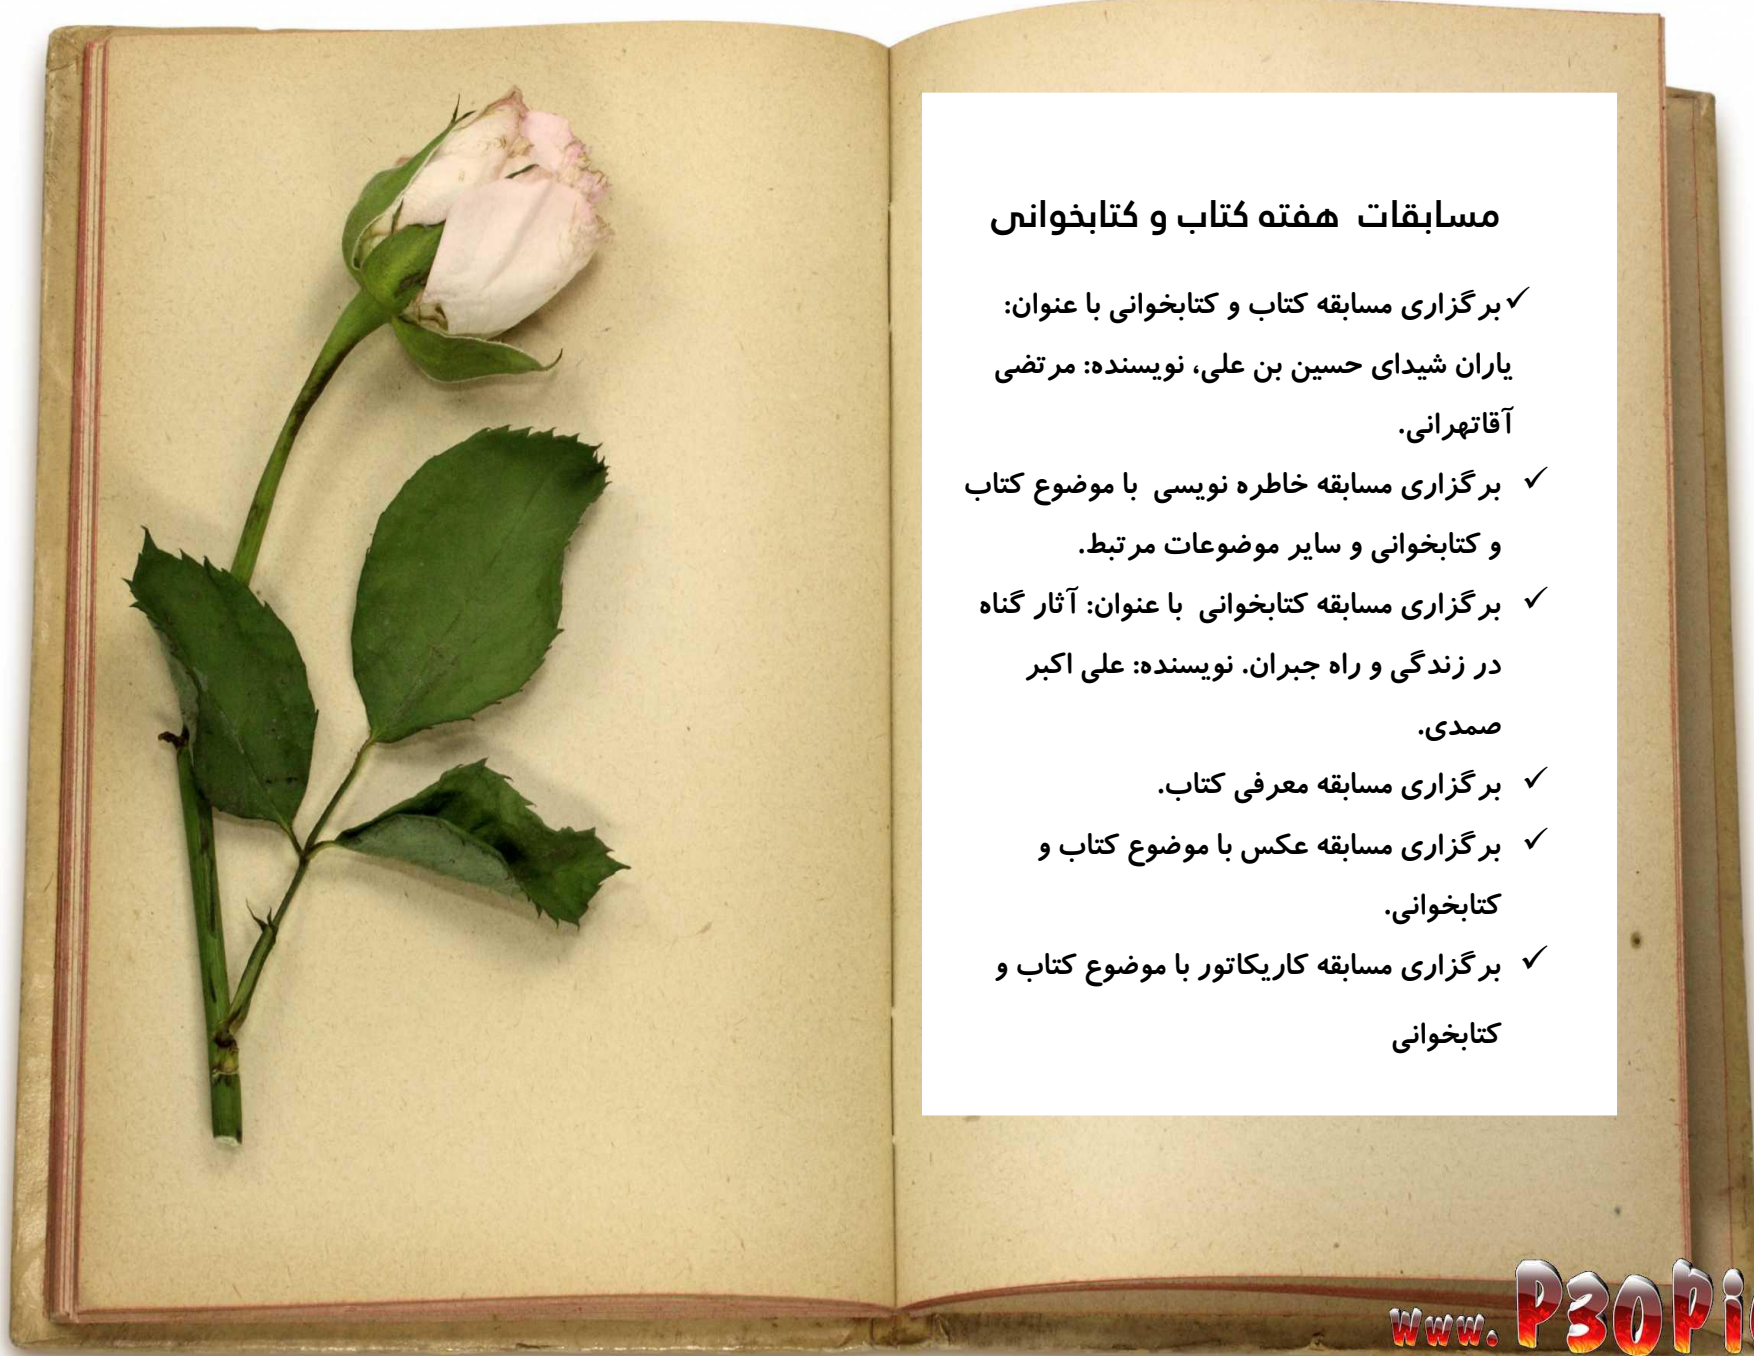 مسابقات هفته کتاب و کتابخوانی
✓ برگزاری مسابقه کتاب و کتابخوانی با عنوان:
یاران شیدای حسین بن علی، نویسنده: مرتضی
آقاتهرانی.
✓ برگزاری مسابقه خاطره نویسی با موضوع کتاب
و کتابخوانی و سایر موضوعات مرتبط.
✓ برگزاری مسابقه کتابخوانی با عنوان: آثار گناه
در زندگی و راه جبران. نویسنده: علی اکبر
صمدی.
✓ برگزاری مسابقه معرفی کتاب.
✓ برگزاری مسابقه عکس با موضوع کتاب و
کتابخوانی.
✓ برگزاری مسابقه کاریکاتور با موضوع کتاب و
کتابخوانی
www.